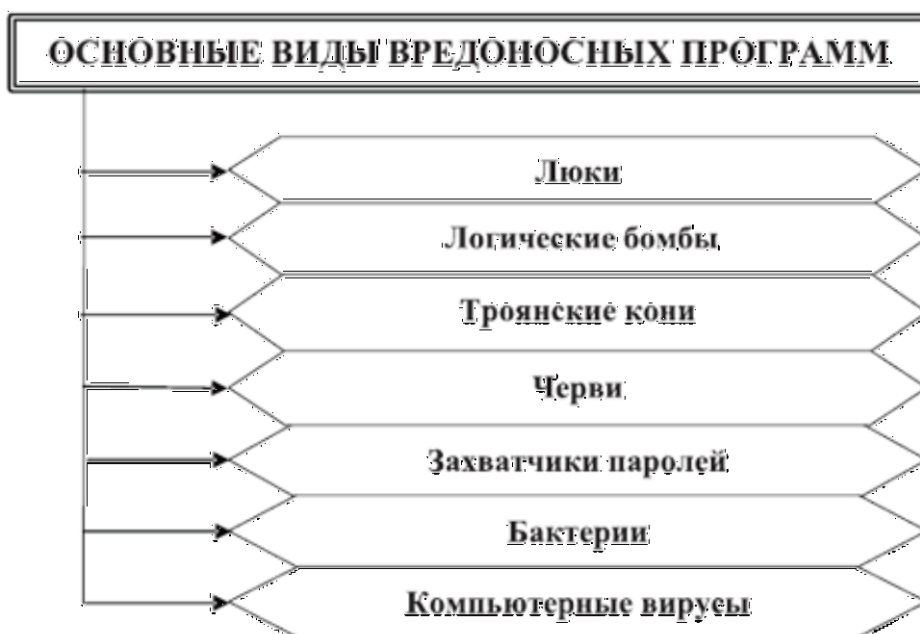 ОСНОВНЫЕ ВИДЫ ВРЕДОНОСНЫХ ПРОГРАММ
Люки
Логические бомбы
Троянские кони
Черви
Захватчики паролей
Бактерии
Компьютерные вирусы